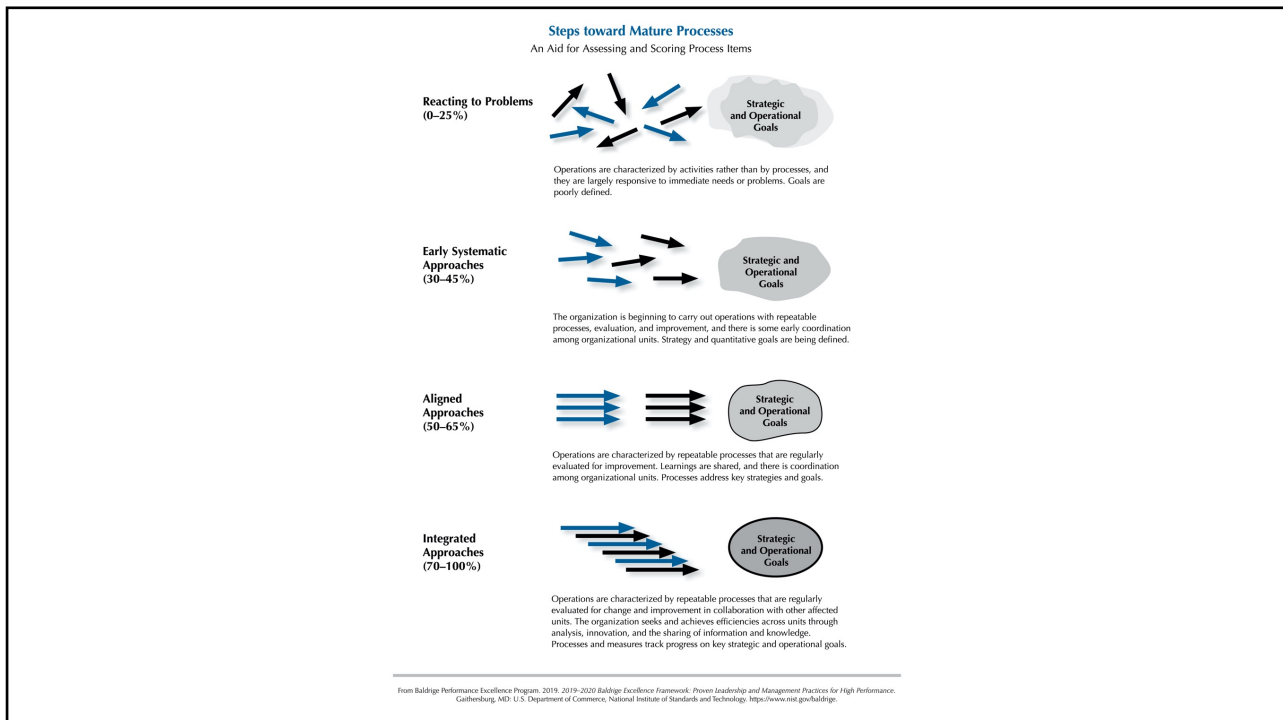 Steps toward Mature Processes
An Aid for Assessing and Scoring Process Items
Reacting to Problems
(0–25%)
Strategic
and Operational
Goals
Operations are characterized by activities rather than by processes, and
they are largely responsive to immediate needs or problems. Goals are
poorly defined.
Early Systematic
Approaches
(30–45%)
Strategic and
Operational
Goals
The organization is beginning to carry out operations with repeatable
processes, evaluation, and improvement, and there is some early coordination
among organizational units. Strategy and quantitative goals are being defined.
Aligned
Approaches
(50–65%)
Strategic
and Operational
Goals
Operations are characterized by repeatable processes that are regularly
evaluated for improvement. Learnings are shared, and there is coordination
among organizational units. Processes address key strategies and goals.
Integrated
Approaches
(70–100%)
Strategic
and Operational
Goals
Operations are characterized by repeatable processes that are regularly
evaluated for change and improvement in collaboration with other affected
units. The organization seeks and achieves efficiencies across units through
analysis, innovation, and the sharing of information and knowledge.
Processes and measures track progress on key strategic and operational goals.
From Baldrige Performance Excellence Program. 2019. 2019–2020 Baldrige Excellence Framework: Proven Leadership and Management Practices for High Performance.
Gaithersburg, MD: U.S. Department of Commerce, National Institute of Standards and Technology. https://www.nist.gov/baldrige.